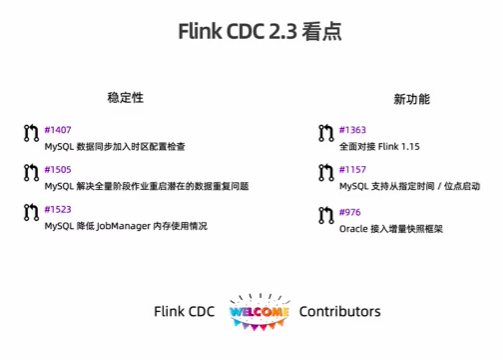 Flink CDC 2.3 看点
稳定性
#1407
MySQL 数据同步加入时区配置检查
#1505
MySQL 解决全量阶段作业重启潜在的数据重复问题
#1523
MySQL 降低 JobManager 内存使用情况
新功能
#1363
全面对接 Flink 1.15
#1157
MySQL 支持从指定时间 / 位点启动
#976
Oracle 接入增量快照框架
Flink CDC WELCOME Contributors